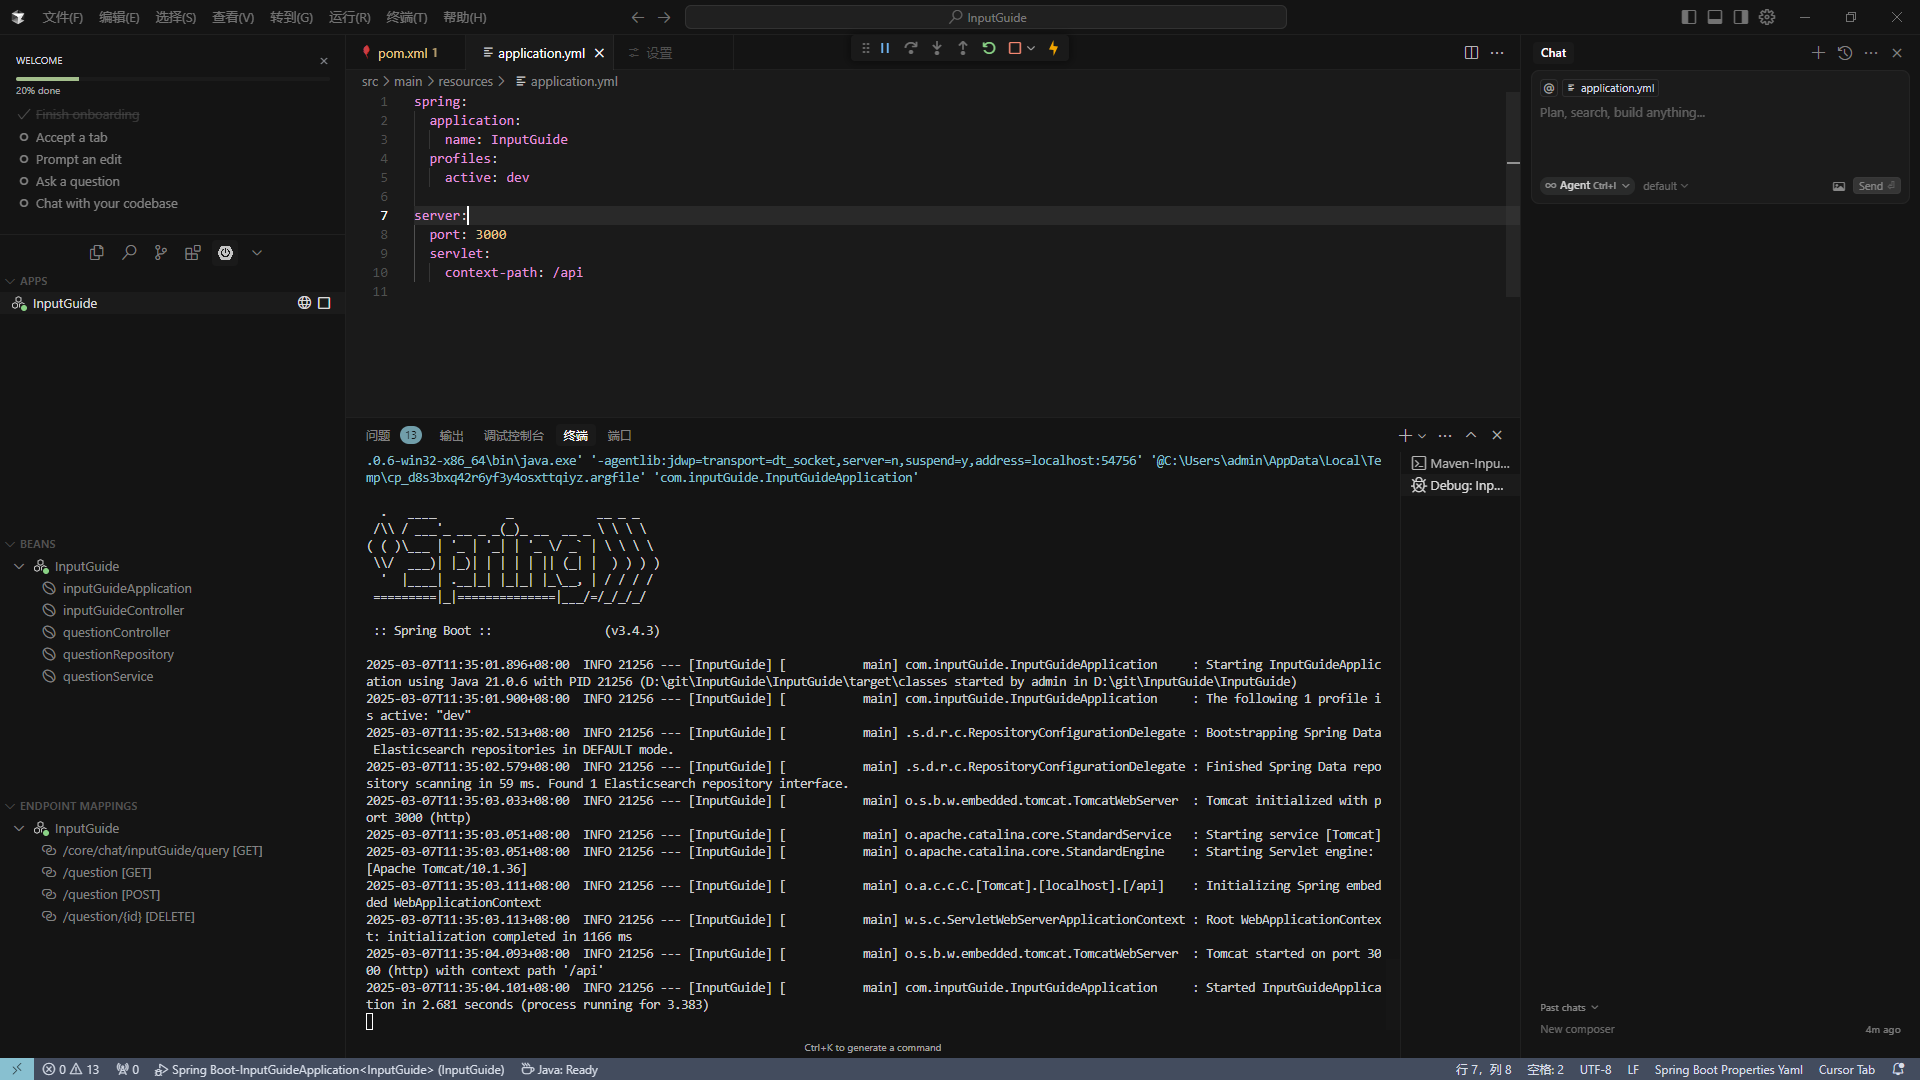 文件(F) 编辑(E) 选择(S) 查看(V) 转到(G) 运行(R) 终端(T) 帮助(H)
InputGuide
WELCOME
20% done
Finish onboarding
Accept a tab
Prompt an edit
Ask a question
Chat with your codebase
APPS
InputGuide
BEANS
InputGuide
inputGuideApplication
inputGuideController
questionController
questionRepository
questionService
ENDPOINT MAPPINGS
InputGuide
/core/chat/inputGuide/query [GET]
/question [GET]
/question [POST]
/question/{id} [DELETE]
pom.xml 1
application.yml
设置
src > main > resources > application.yml
1 spring:
2 application:
3 name: InputGuide
4 profiles:
5 active: dev
6
7 server:
8 port: 3000
9 servlet:
10 context-path: /api
11
问题 13 输出 调试控制台 终端 端口
.0.6-win32-x86_64\bin\java.exe' '-agentlib:jdwp=transport=dt_socket,server=n,suspend=y,address=localhost:54756' '@C:\Users\admin\AppData\Local\Te
mp\cp_d8s3bxq42r6yf3y4osxttqiyz.argfile' 'com.inputGuide.InputGuideApplication'
  .   ____          _            __ _ _
 /\\ / ___'_ __ _ _(_)_ __  __ _ \ \ \ \
( ( )\___ | '_ | '_| | '_ \/ _` | \ \ \ \
 \\/  ___)| |_)| | | | | || (_| |  ) ) ) )
  '  |____| .__|_| |_|_| |_\__, | / / / /
 =========|_|==============|___/=/_/_/_/
:: Spring Boot :: (v3.4.3)
2025-03-07T11:35:01.896+08:00  INFO 21256 --- [InputGuide] [           main] com.inputGuide.InputGuideApplication     : Starting InputGuideApplic
ation using Java 21.0.6 with PID 21256 (D:\git\InputGuide\InputGuide\target\classes started by admin in D:\git\InputGuide\InputGuide)
2025-03-07T11:35:01.900+08:00  INFO 21256 --- [InputGuide] [           main] com.inputGuide.InputGuideApplication     : The following 1 profile i
s active: "dev"
2025-03-07T11:35:02.513+08:00  INFO 21256 --- [InputGuide] [           main] .s.d.r.c.RepositoryConfigurationDelegate : Bootstrapping Spring Data
 Elasticsearch repositories in DEFAULT mode.
2025-03-07T11:35:02.579+08:00  INFO 21256 --- [InputGuide] [           main] .s.d.r.c.RepositoryConfigurationDelegate : Finished Spring Data repo
sitory scanning in 59 ms. Found 1 Elasticsearch repository interface.
2025-03-07T11:35:03.033+08:00  INFO 21256 --- [InputGuide] [           main] o.s.b.w.embedded.tomcat.TomcatWebServer  : Tomcat initialized with p
ort 3000 (http)
2025-03-07T11:35:03.051+08:00  INFO 21256 --- [InputGuide] [           main] o.apache.catalina.core.StandardService   : Starting service [Tomcat]
2025-03-07T11:35:03.051+08:00  INFO 21256 --- [InputGuide] [           main] o.apache.catalina.core.StandardEngine    : Starting Servlet engine:
[Apache Tomcat/10.1.36]
2025-03-07T11:35:03.111+08:00  INFO 21256 --- [InputGuide] [           main] o.a.c.c.C.[Tomcat].[localhost].[/api]    : Initializing Spring embed
ded WebApplicationContext
2025-03-07T11:35:03.113+08:00  INFO 21256 --- [InputGuide] [           main] w.s.c.ServletWebServerApplicationContext : Root WebApplicationContex
t: initialization completed in 1166 ms
2025-03-07T11:35:04.093+08:00  INFO 21256 --- [InputGuide] [           main] o.s.b.w.embedded.tomcat.TomcatWebServer  : Tomcat started on port 30
00 (http) with context path '/api'
2025-03-07T11:35:04.101+08:00  INFO 21256 --- [InputGuide] [           main] com.inputGuide.InputGuideApplication     : Started InputGuideApplica
tion in 2.681 seconds (process running for 3.383)
Ctrl+K to generate a command
Maven-Inpu...
Debug: Inp...
Chat
@ application.yml
Plan, search, build anything...
Agent Ctrl+I default Send
Past chats
New composer 4m ago
0 13 0 Spring Boot-InputGuideApplication<InputGuide> (InputGuide) Java: Ready 行 7，列 8 空格: 2 UTF-8 LF Spring Boot Properties Yaml Cursor Tab